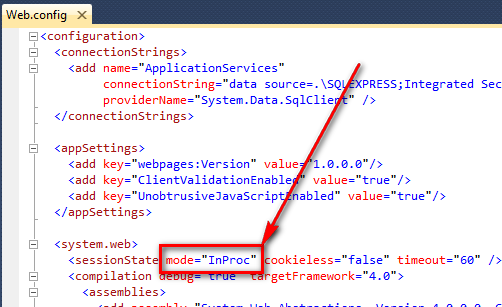 Web.config
<configuration>
<connectionStrings>
<add name="ApplicationServices"
connectionString="data source=.\SQLEXPRESS;Integrated Sec
providerName="System.Data.SqlClient" />
</connectionStrings>
<appSettings>
<add key="webpages:Version" value="1.0.0.0"/>
<add key="ClientValidationEnabled" value="true"/>
<add key="UnobtrusiveJavaScriptEnabled" value="true"/>
</appSettings>
<system.web>
<sessionState mode="InProc" cookieless="false" timeout="60" />
<compilation debug="true" targetFramework="4.0">
<assemblies>